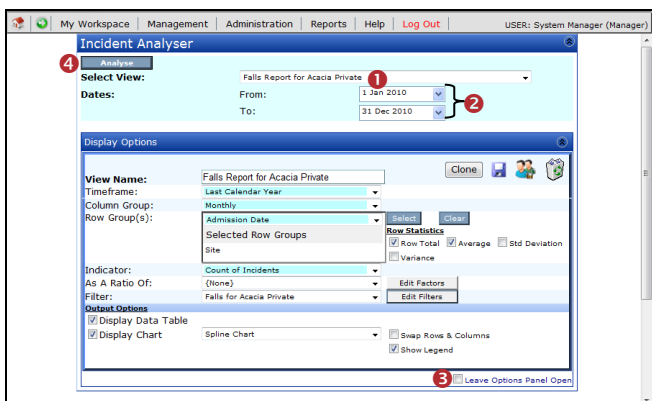 My Workspace | Management | Administration | Reports | Help | Log Out | USER: System Manager (Manager)
Incident Analyser
4 Analyse
Select View: Falls Report for Acacia Private 1
Dates: From: 1 Jan 2010 2
To: 31 Dec 2010
Display Options
View Name: Falls Report for Acacia Private Clone
Timeframe: Last Calendar Year
Column Group: Monthly
Row Group(s): Admission Date Select Clear
Selected Row Groups Row Statistics
Row Total Average Std Deviation
Site Variance
Indicator: Count of Incidents
As A Ratio Of: {None} Edit Factors
Filter: Falls for Acacia Private Edit Filters
Output Options
Display Data Table
Display Chart Spline Chart Swap Rows & Columns
Show Legend
3 Leave Options Panel Open